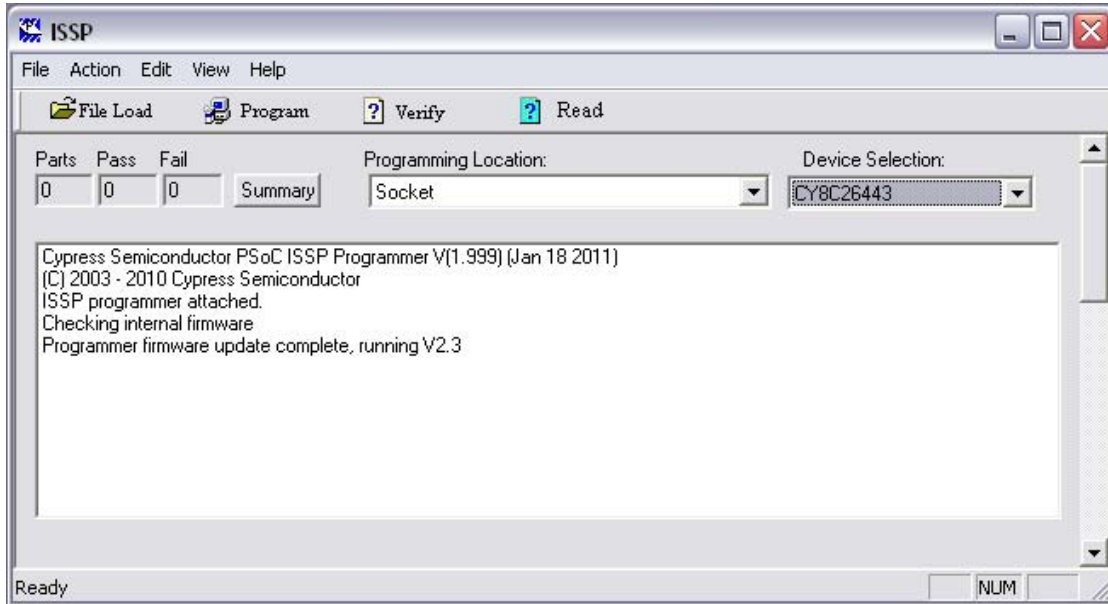 ISSP
File Action Edit View Help
File Load Program Verify Read
Parts Pass Fail Programming Location: Device Selection:
0 0 0 Summary Socket CY8C26443
Cypress Semiconductor PSoC ISSP Programmer V(1.999) (Jan 18 2011)
(C) 2003 - 2010 Cypress Semiconductor
ISSP programmer attached.
Checking internal firmware
Programmer firmware update complete, running V2.3
Ready NUM